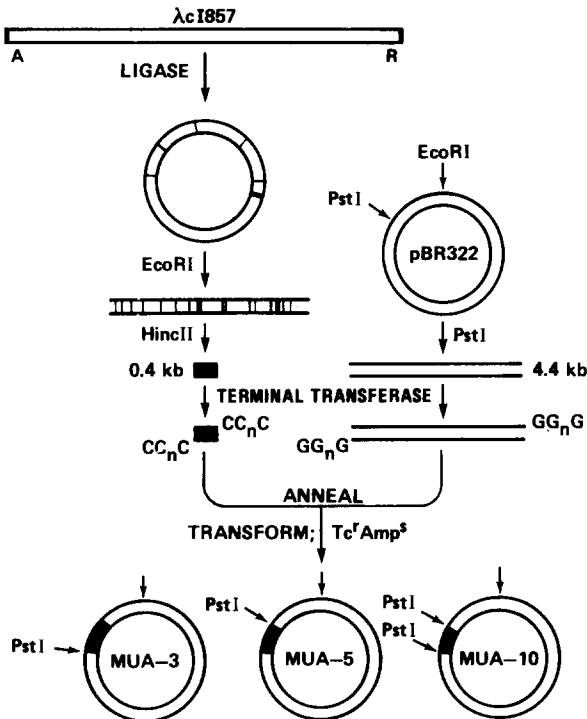 λcI857
A R
LIGASE
EcoRI
PstI
pBR322
EcoRI
HincII
PstI
0.4 kb
4.4 kb
TERMINAL TRANSFERASE
CCnC
CCnC
GGnG
GGnG
ANNEAL
TRANSFORM; TcrAmps
PstI
PstI
PstI
PstI
MUA–3
MUA–5
MUA–10